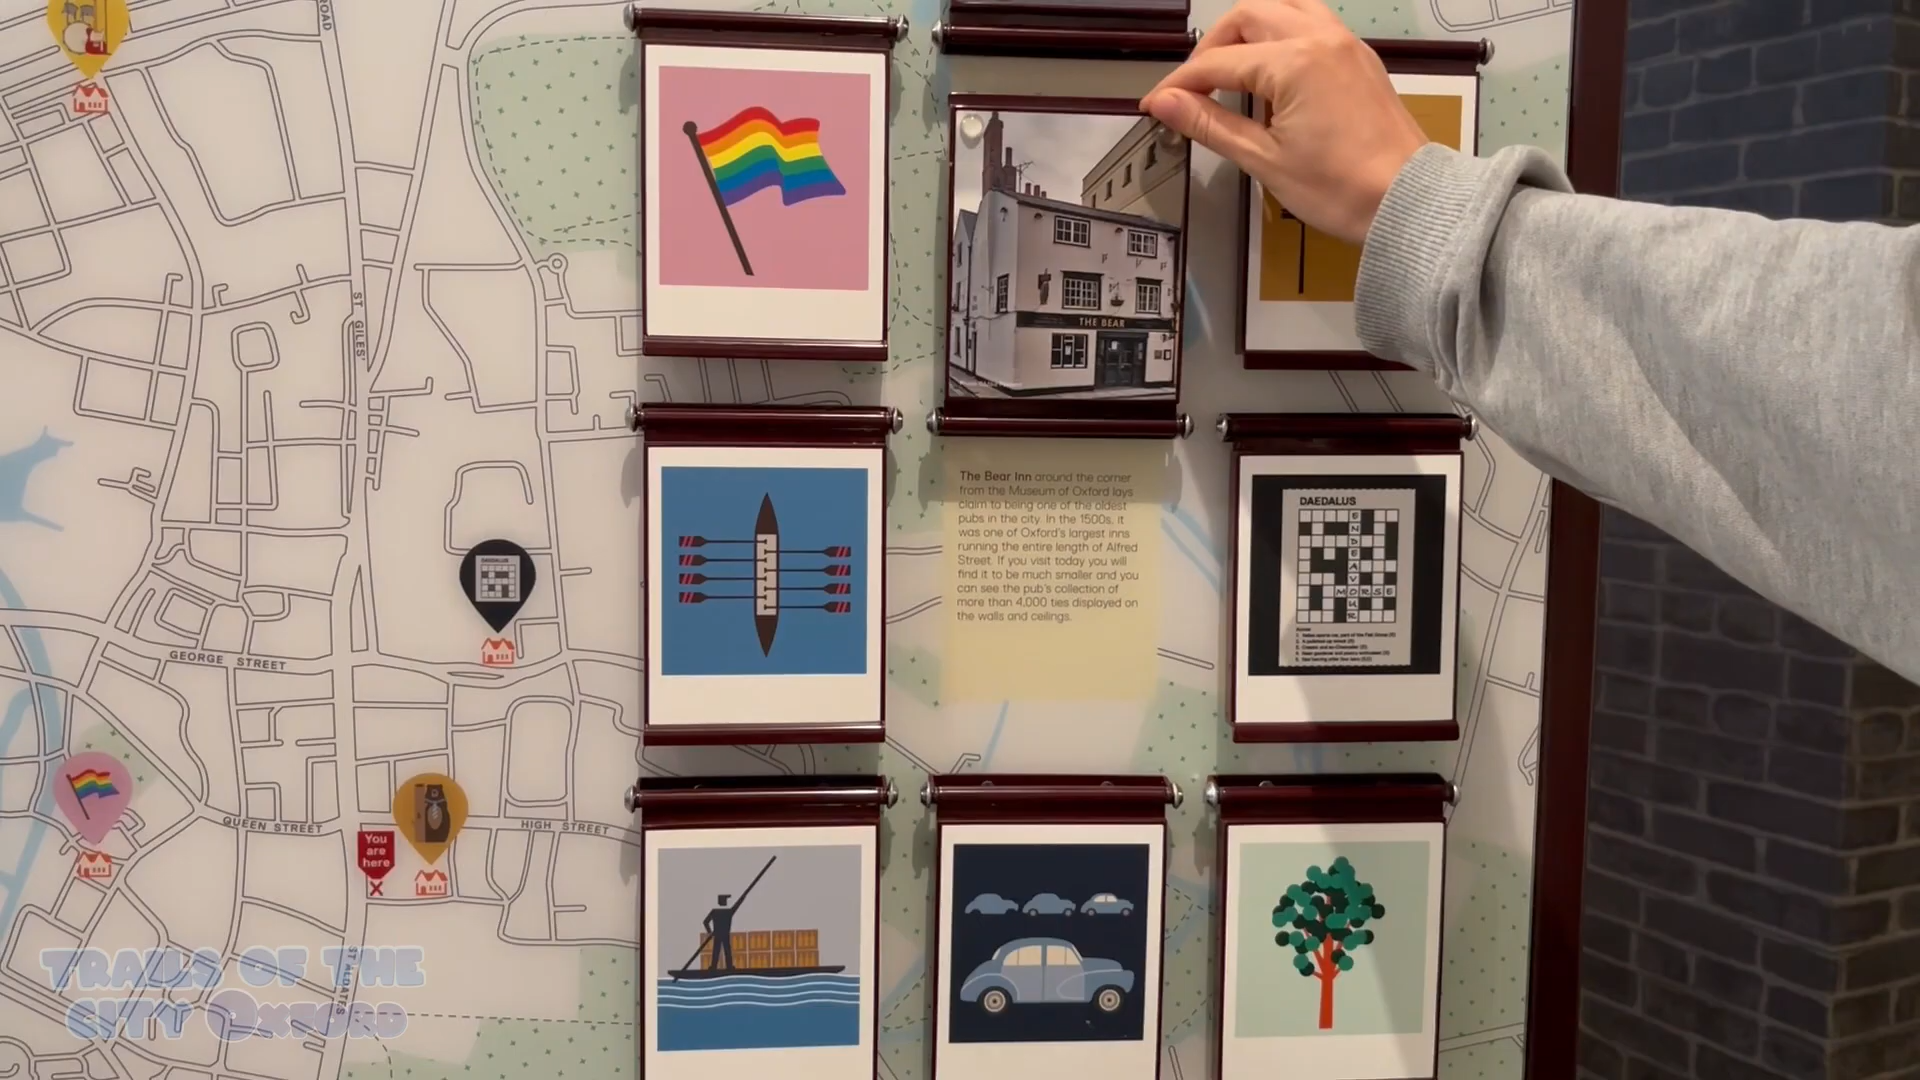 ROAD
ST GILES'
THE BEAR
The Bear Inn around the corner
from the Museum of Oxford lays
claim to being one of the oldest
pubs in the city. In the 1500s, it
was one of Oxford's largest inns
running the entire length of Alfred
Street. If you visit today you will
find it to be much smaller and you
can see the pub's collection of
more than 4,000 ties displayed on
the walls and ceilings.
DAEDALUS
ENDEAVOUR
MORSE
DAEDALUS
GEORGE STREET
QUEEN STREET
HIGH STREET
You
are
here
X
ST ALDATES
TRAILS OF THE
CITY OXFORD